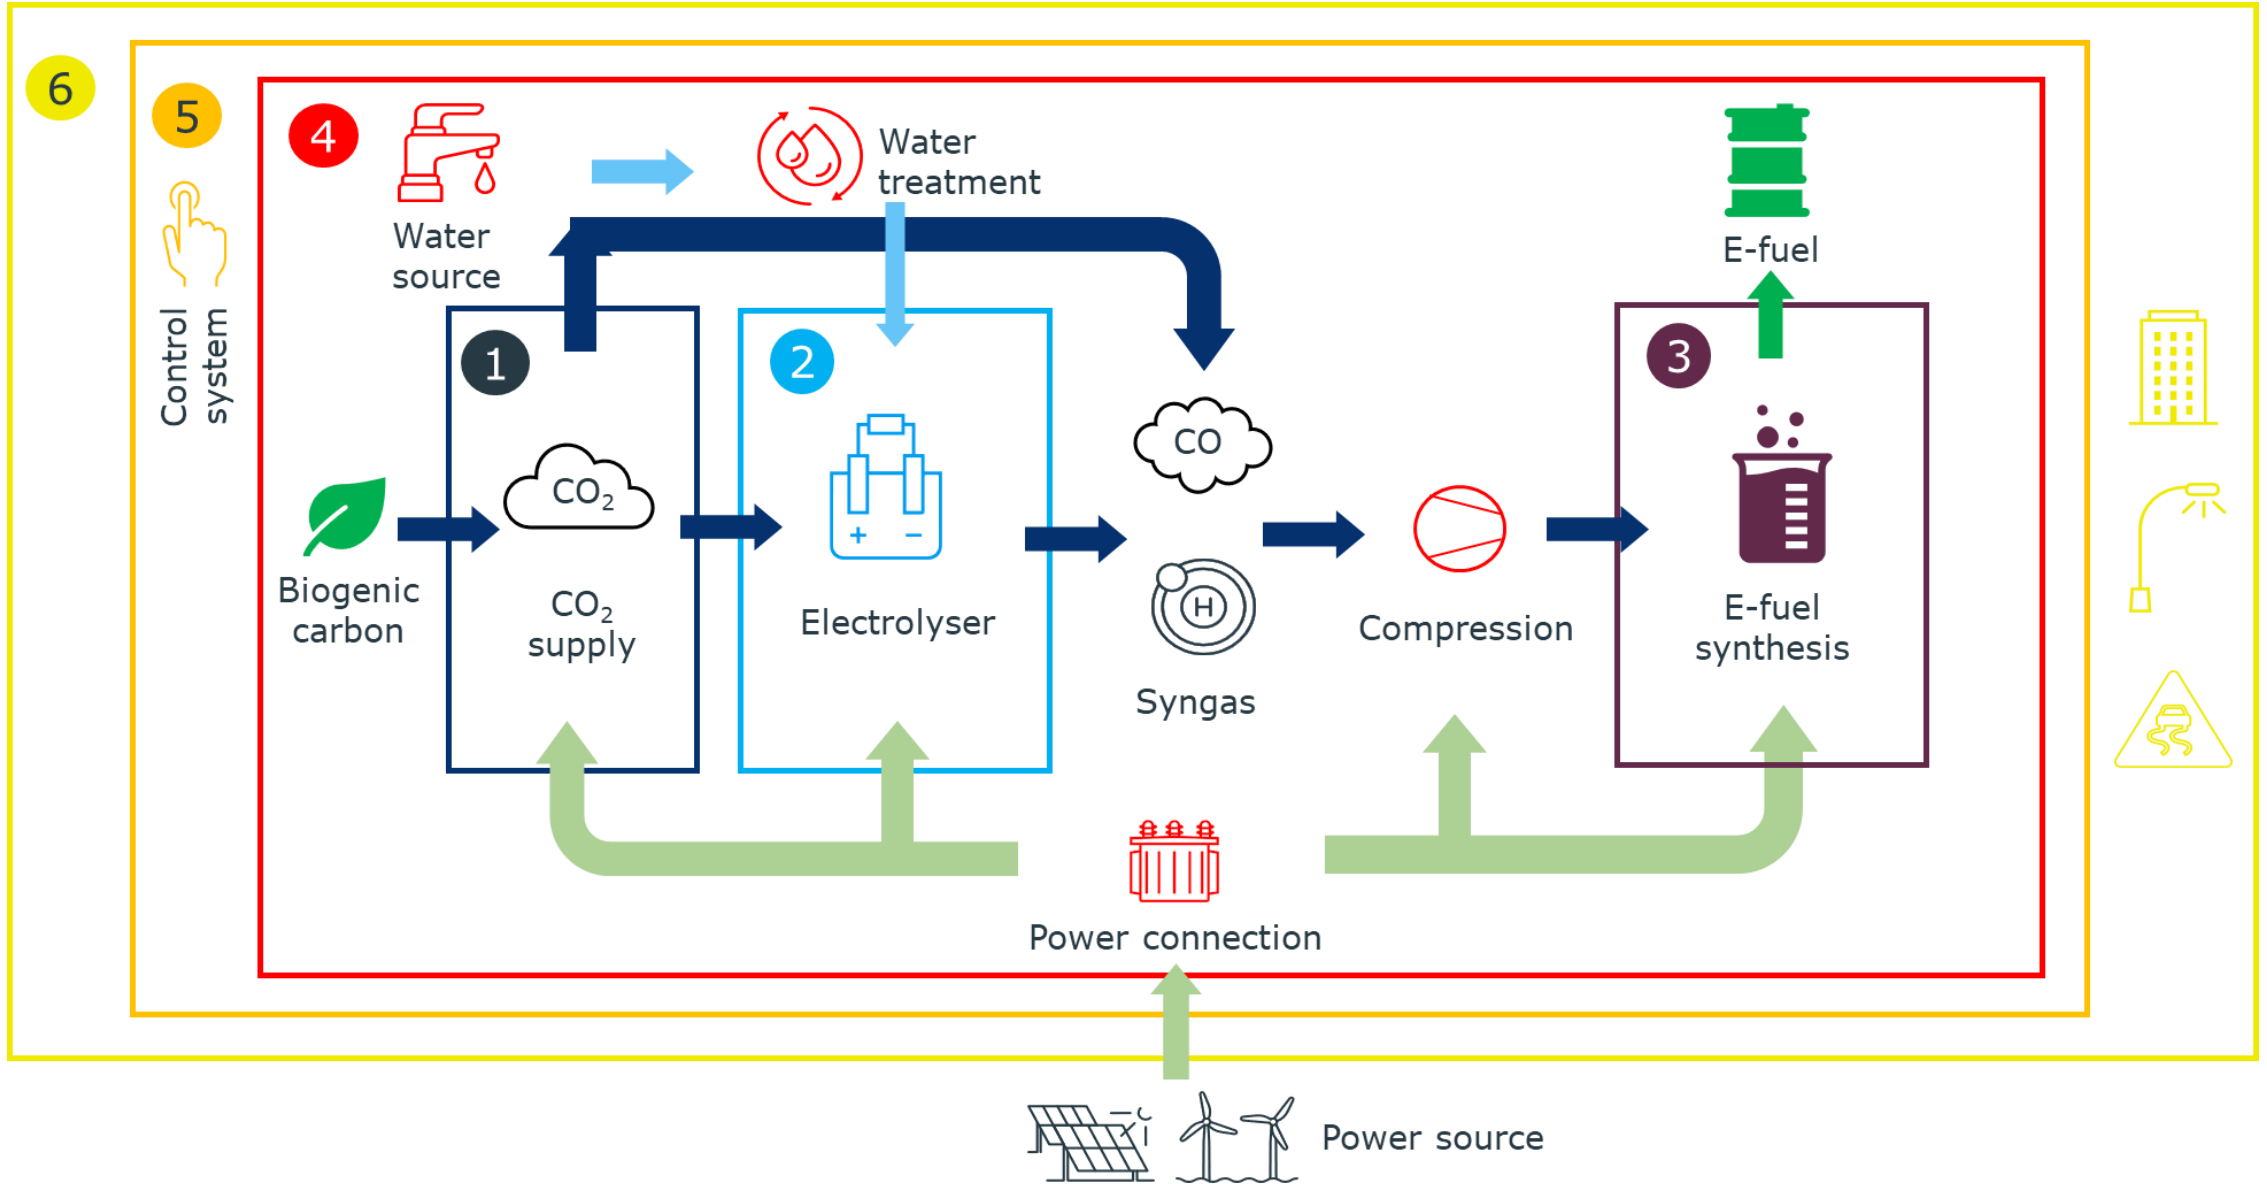 6
5
4
Water
source
Water
treatment
E-fuel
Control
system
1
2
3
CO₂
CO
+ −
H
Biogenic
carbon
CO₂
supply
Electrolyser
Syngas
Compression
E-fuel
synthesis
Power connection
Power source